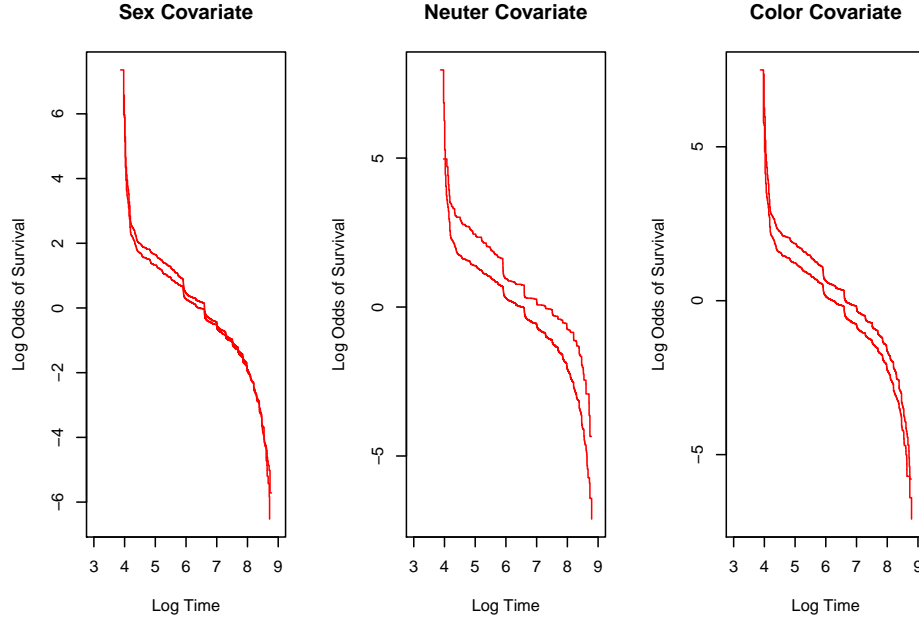 Sex Covariate
Log Odds of Survival
6
4
2
0
−2
−4
−6
3 4 5 6 7 8 9
Log Time
Neuter Covariate
Log Odds of Survival
5
0
−5
3 4 5 6 7 8 9
Log Time
Color Covariate
Log Odds of Survival
5
0
−5
3 4 5 6 7 8 9
Log Time